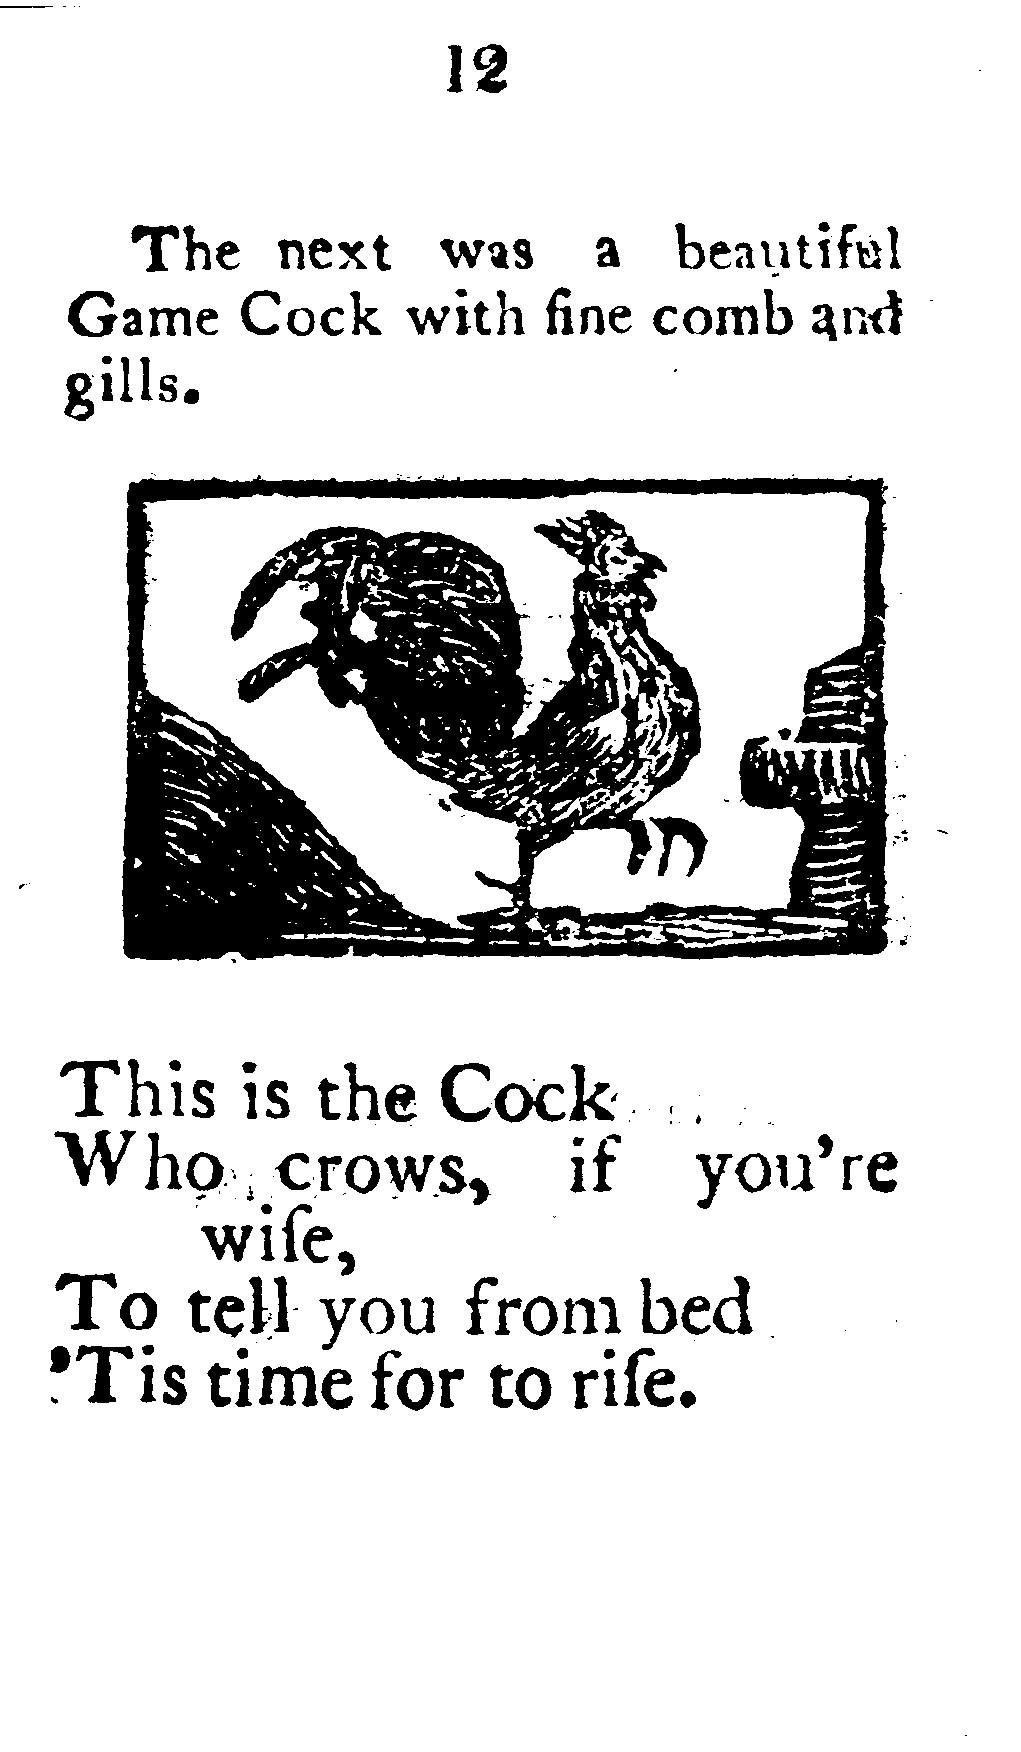 12
The next was a beautiful
Game Cock with fine comb and
gills.
This is the Cock
Who crows, if you're
wiſe,
To tell you from bed
'Tis time for to riſe.